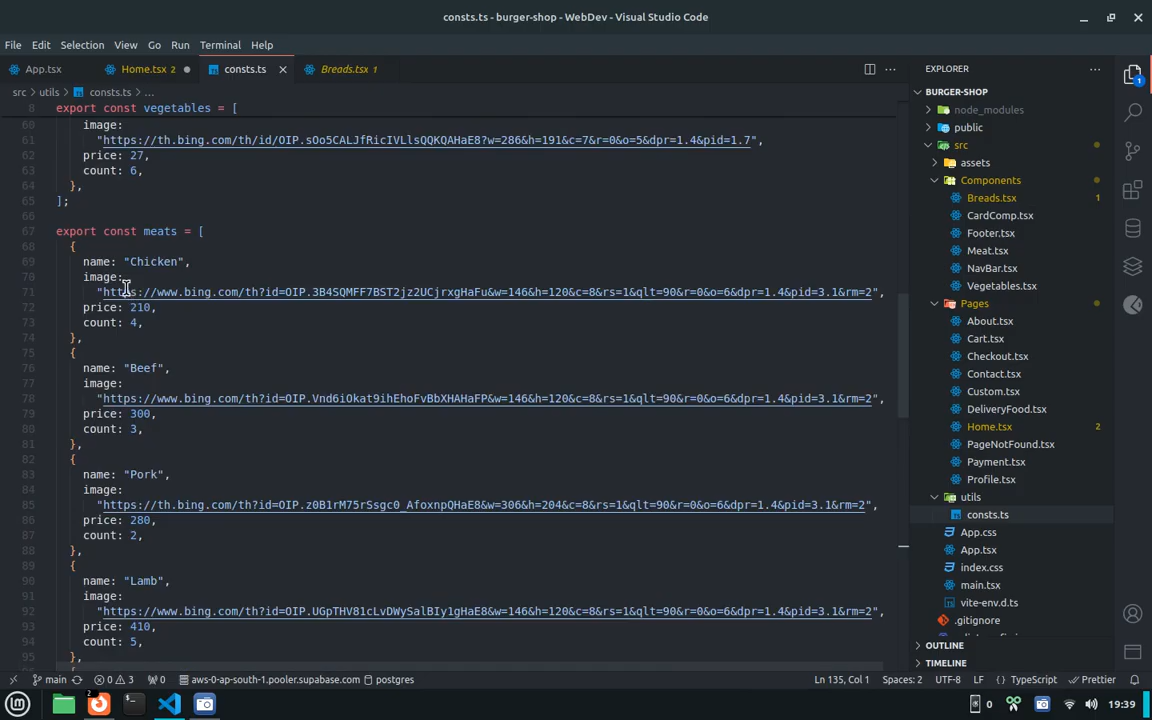 consts.ts - burger-shop - WebDev - Visual Studio Code
File Edit Selection View Go Run Terminal Help
App.tsx Home.tsx 2 consts.ts Breads.tsx 1
src > utils > consts.ts > ...
8 export const vegetables = [
60 image:
61 "https://th.bing.com/th/id/OIP.sOo5CALJfRicIVLlsQQKQAHaE8?w=286&h=191&c=7&r=0&o=5&dpr=1.4&pid=1.7",
62 price: 27,
63 count: 6,
64 },
65 ];
66
67 export const meats = [
68 {
69 name: "Chicken",
70 image:
71 "https://www.bing.com/th?id=OIP.3B4SQMFF7BST2jz2UCjrxgHaFu&w=146&h=120&c=8&rs=1&qlt=90&r=0&o=6&dpr=1.4&pid=3.1&rm=2",
72 price: 210,
73 count: 4,
74 },
75 {
76 name: "Beef",
77 image:
78 "https://www.bing.com/th?id=OIP.Vnd6iOkat9ihEhoFvBbXHAHaFP&w=146&h=120&c=8&rs=1&qlt=90&r=0&o=6&dpr=1.4&pid=3.1&rm=2",
79 price: 300,
80 count: 3,
81 },
82 {
83 name: "Pork",
84 image:
85 "https://th.bing.com/th?id=OIP.z0B1rM75rSsgc0_AfoxnpQHaE8&w=306&h=204&c=8&rs=1&qlt=90&r=0&o=6&dpr=1.4&pid=3.1&rm=2",
86 price: 280,
87 count: 2,
88 },
89 {
90 name: "Lamb",
91 image:
92 "https://www.bing.com/th?id=OIP.UGpTHV81cLvDWySalBIy1gHaE8&w=146&h=120&c=8&rs=1&qlt=90&r=0&o=6&dpr=1.4&pid=3.1&rm=2",
93 price: 410,
94 count: 5,
95 },
EXPLORER
BURGER-SHOP
node_modules
public
src
assets
Components
Breads.tsx 1
CardComp.tsx
Footer.tsx
Meat.tsx
NavBar.tsx
Vegetables.tsx
Pages
About.tsx
Cart.tsx
Checkout.tsx
Contact.tsx
Custom.tsx
DeliveryFood.tsx
Home.tsx 2
PageNotFound.tsx
Payment.tsx
Profile.tsx
utils
consts.ts
App.css
App.tsx
index.css
main.tsx
vite-env.d.ts
.gitignore
OUTLINE
TIMELINE
1
main 0 3 0 aws-0-ap-south-1.pooler.supabase.com postgres Ln 135, Col 1 Spaces: 2 UTF-8 LF {} TypeScript Prettier
2 0 19:39